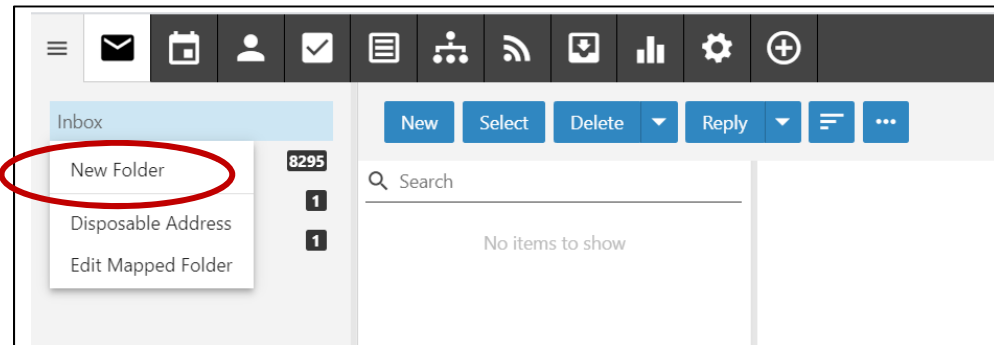 Inbox
New Select Delete Reply
New Folder
8295
Search
1
Disposable Address
1
No items to show
Edit Mapped Folder